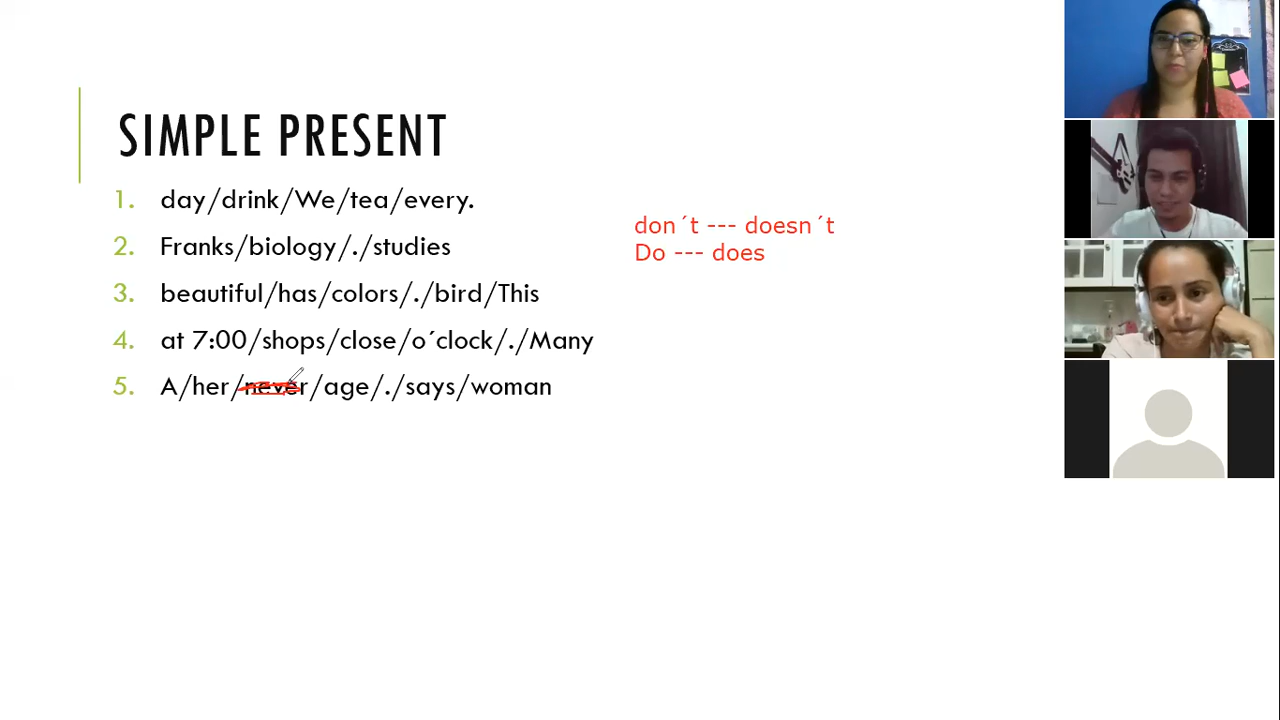 SIMPLE PRESENT
1. day/drink/We/tea/every.
2. Franks/biology/./studies
3. beautiful/has/colors/./bird/This
4. at 7:00/shops/close/o´clock/./Many
5. A/her/never/age/./says/woman
don´t --- doesn´t
Do --- does